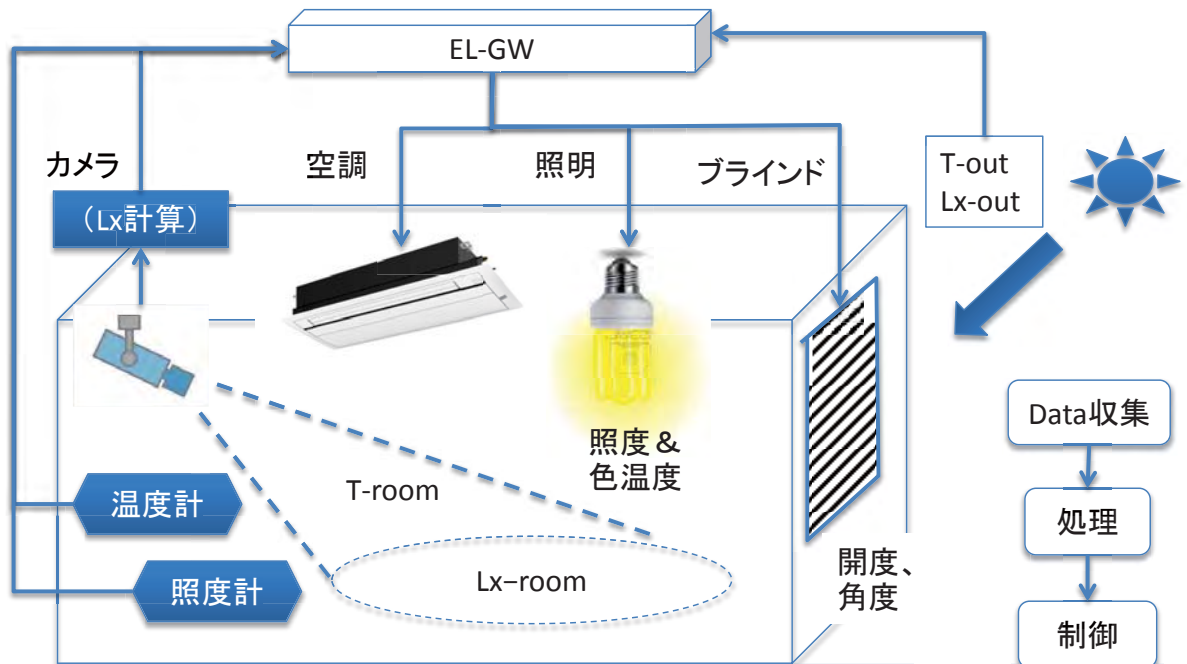 EL-GW
カメラ
空調
照明
ブラインド
T-out
Lx-out
(Lx計算)
照度&
色温度
T-room
温度計
Lx-room
照度計
開度、
角度
Data収集
処理
制御